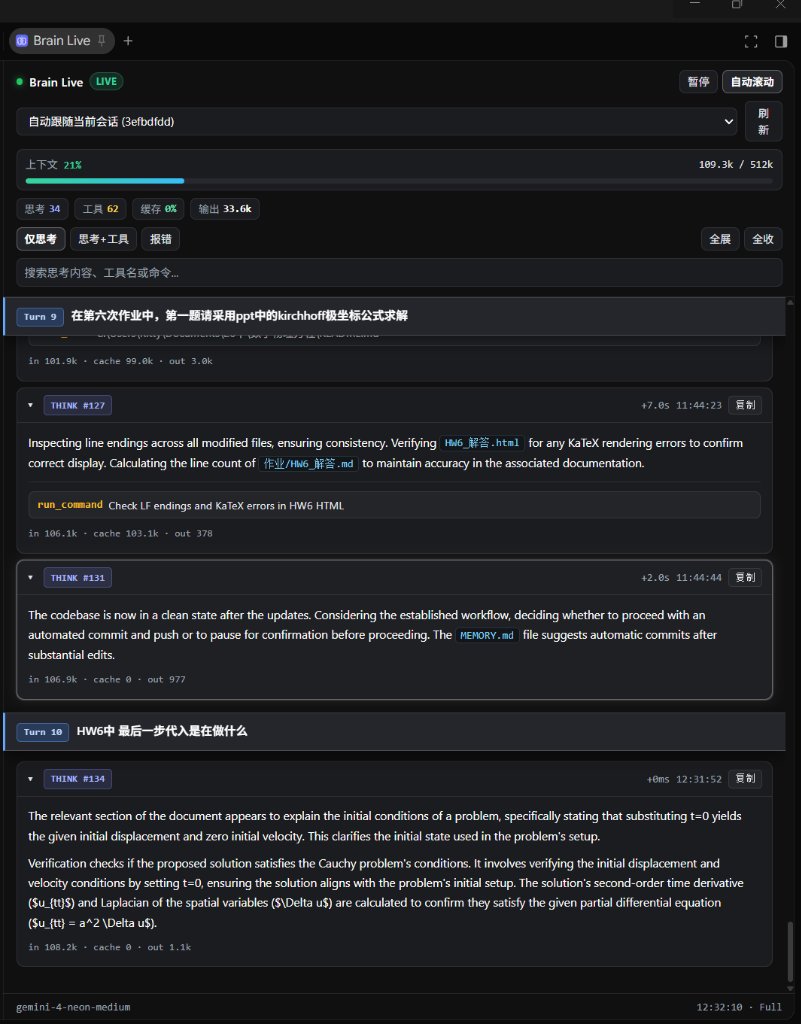 Brain Live
Brain Live LIVE 暂停 自动滚动
自动跟随当前会话 (3efbdfdd) 刷新
上下文 21% 109.3k / 512k
思考 34 工具 62 缓存 0% 输出 33.6k
仅思考 思考+工具 报错 全展 全收
搜索思考内容、工具名或命令...
Turn 9 在第六次作业中，第一题请采用ppt中的kirchhoff极坐标公式求解
in 101.9k · cache 99.0k · out 3.0k
THINK #127 +7.0s 11:44:23 复制
Inspecting line endings across all modified files, ensuring consistency. Verifying HW6_解答.html for any KaTeX rendering errors to confirm
correct display. Calculating the line count of 作业/HW6_解答.md to maintain accuracy in the associated documentation.
run_command Check LF endings and KaTeX errors in HW6 HTML
in 106.1k · cache 103.1k · out 378
THINK #131 +2.0s 11:44:44 复制
The codebase is now in a clean state after the updates. Considering the established workflow, deciding whether to proceed with an
automated commit and push or to pause for confirmation before proceeding. The MEMORY.md file suggests automatic commits after
substantial edits.
in 106.9k · cache 0 · out 977
Turn 10 HW6中 最后一步代入是在做什么
THINK #134 +0ms 12:31:52 复制
The relevant section of the document appears to explain the initial conditions of a problem, specifically stating that substituting t=0 yields
the given initial displacement and zero initial velocity. This clarifies the initial state used in the problem's setup.
Verification checks if the proposed solution satisfies the Cauchy problem's conditions. It involves verifying the initial displacement and
velocity conditions by setting t=0, ensuring the solution aligns with the problem's initial setup. The solution's second-order time derivative
($u_{tt}$) and Laplacian of the spatial variables ($\Delta u$) are calculated to confirm they satisfy the given partial differential equation
($u_{tt} = a^2 \Delta u$).
in 108.2k · cache 0 · out 1.1k
gemini-4-neon-medium 12:32:10 · Full